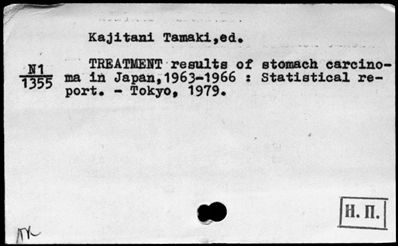 Kajitani Tamaki,ed.
N1
1355
TREATMENT results of stomach carcino-
ma in Japan,1963-1966 : Statistical re-
port. - Tokyo, 1979.
Н. П.